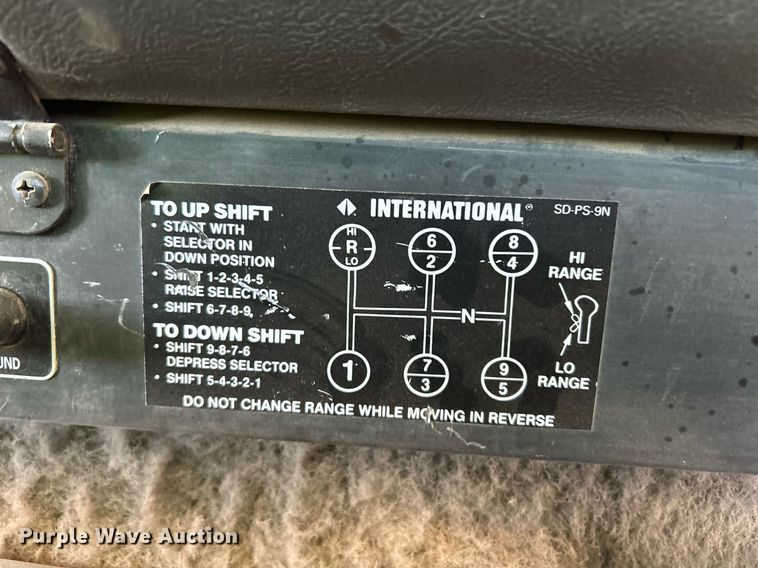 TO UP SHIFT
• START WITH
SELECTOR IN
DOWN POSITION
• SHIFT 1-2-3-4-5
RAISE SELECTOR
• SHIFT 6-7-8-9
TO DOWN SHIFT
• SHIFT 9-8-7-6
DEPRESS SELECTOR
• SHIFT 5-4-3-2-1
INTERNATIONAL®
SD-PS-9N
HI
R
LO
6
2
8
4
N
1
7
3
9
5
HI
RANGE
LO
RANGE
DO NOT CHANGE RANGE WHILE MOVING IN REVERSE
UND
Purple Wave Auction